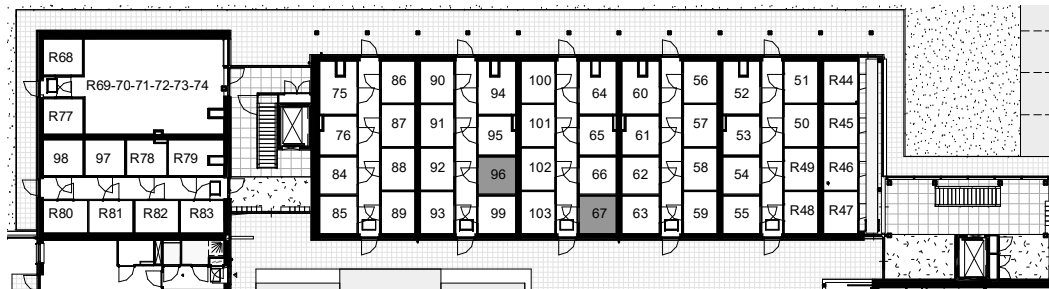 R68
R69-70-71-72-73-74
R77
98 97 R78 R79
R80 R81 R82 R83
75 86 90 94 100 64 60 56 52 51 R44
76 87 91 95 101 65 61 57 53 50 R45
84 88 92 96 102 66 62 58 54 R49 R46
85 89 93 99 103 67 63 59 55 R48 R47